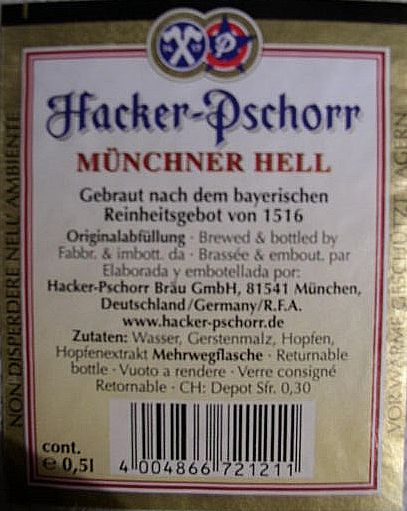 Hacker-Pschorr
MÜNCHNER HELL
Gebraut nach dem bayerischen
Reinheitsgebot von 1516
Originalabfüllung · Brewed & bottled by
Fabbr. & imbott. da · Brassée & embout. par
Elaborada y embotellada por:
Hacker-Pschorr Bräu GmbH, 81541 München,
Deutschland/Germany/R.F.A.
www.hacker-pschorr.de
Zutaten: Wasser, Gerstenmalz, Hopfen,
Hopfenextrakt Mehrwegflasche · Returnable
bottle · Vuoto a rendere · Verre consigné
Retornable · CH: Depot Sfr. 0,30
cont.
℮ 0,5l
4 004866 721211
NON DISPERDERE NELL' AMBIENTE
VOR WÄRME GESCHÜTZT LAGERN